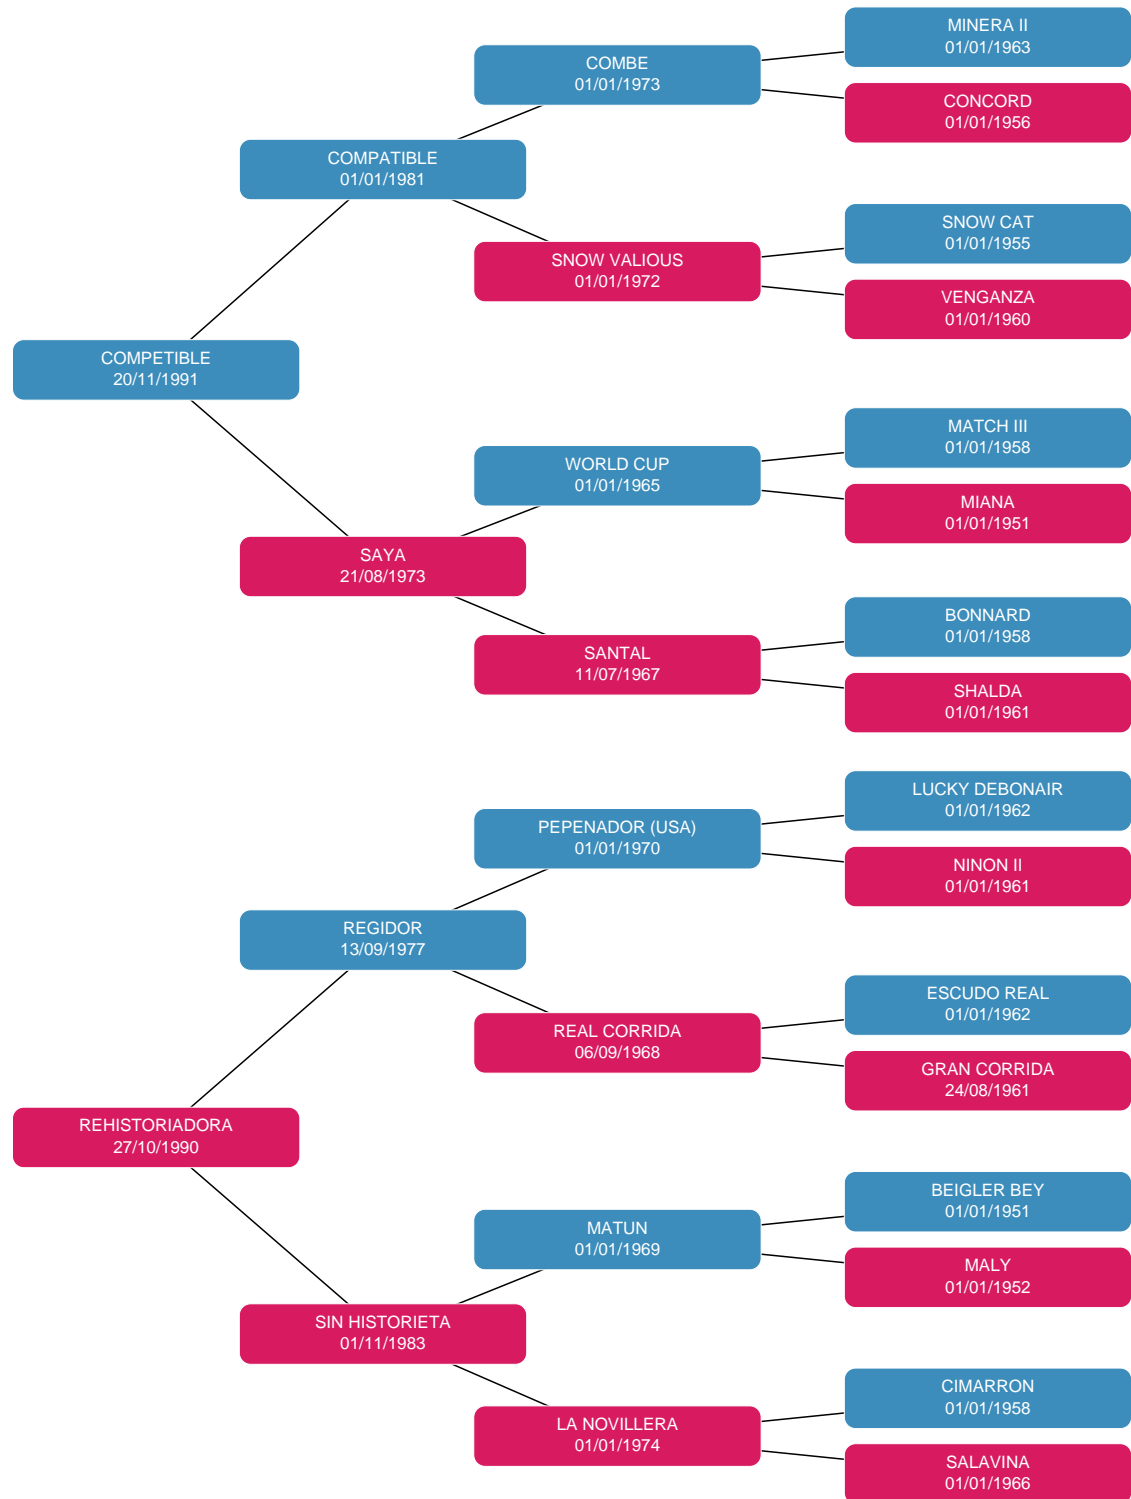 MINERA II
01/01/1963
COMBE
01/01/1973
CONCORD
01/01/1956
COMPATIBLE
01/01/1981
SNOW CAT
01/01/1955
SNOW VALIOUS
01/01/1972
VENGANZA
01/01/1960
COMPETIBLE
20/11/1991
MATCH III
01/01/1958
WORLD CUP
01/01/1965
MIANA
01/01/1951
SAYA
21/08/1973
BONNARD
01/01/1958
SANTAL
11/07/1967
SHALDA
01/01/1961
LUCKY DEBONAIR
01/01/1962
PEPENADOR (USA)
01/01/1970
NINON II
01/01/1961
REGIDOR
13/09/1977
ESCUDO REAL
01/01/1962
REAL CORRIDA
06/09/1968
GRAN CORRIDA
24/08/1961
REHISTORIADORA
27/10/1990
BEIGLER BEY
01/01/1951
MATUN
01/01/1969
MALY
01/01/1952
SIN HISTORIETA
01/11/1983
CIMARRON
01/01/1958
LA NOVILLERA
01/01/1974
SALAVINA
01/01/1966